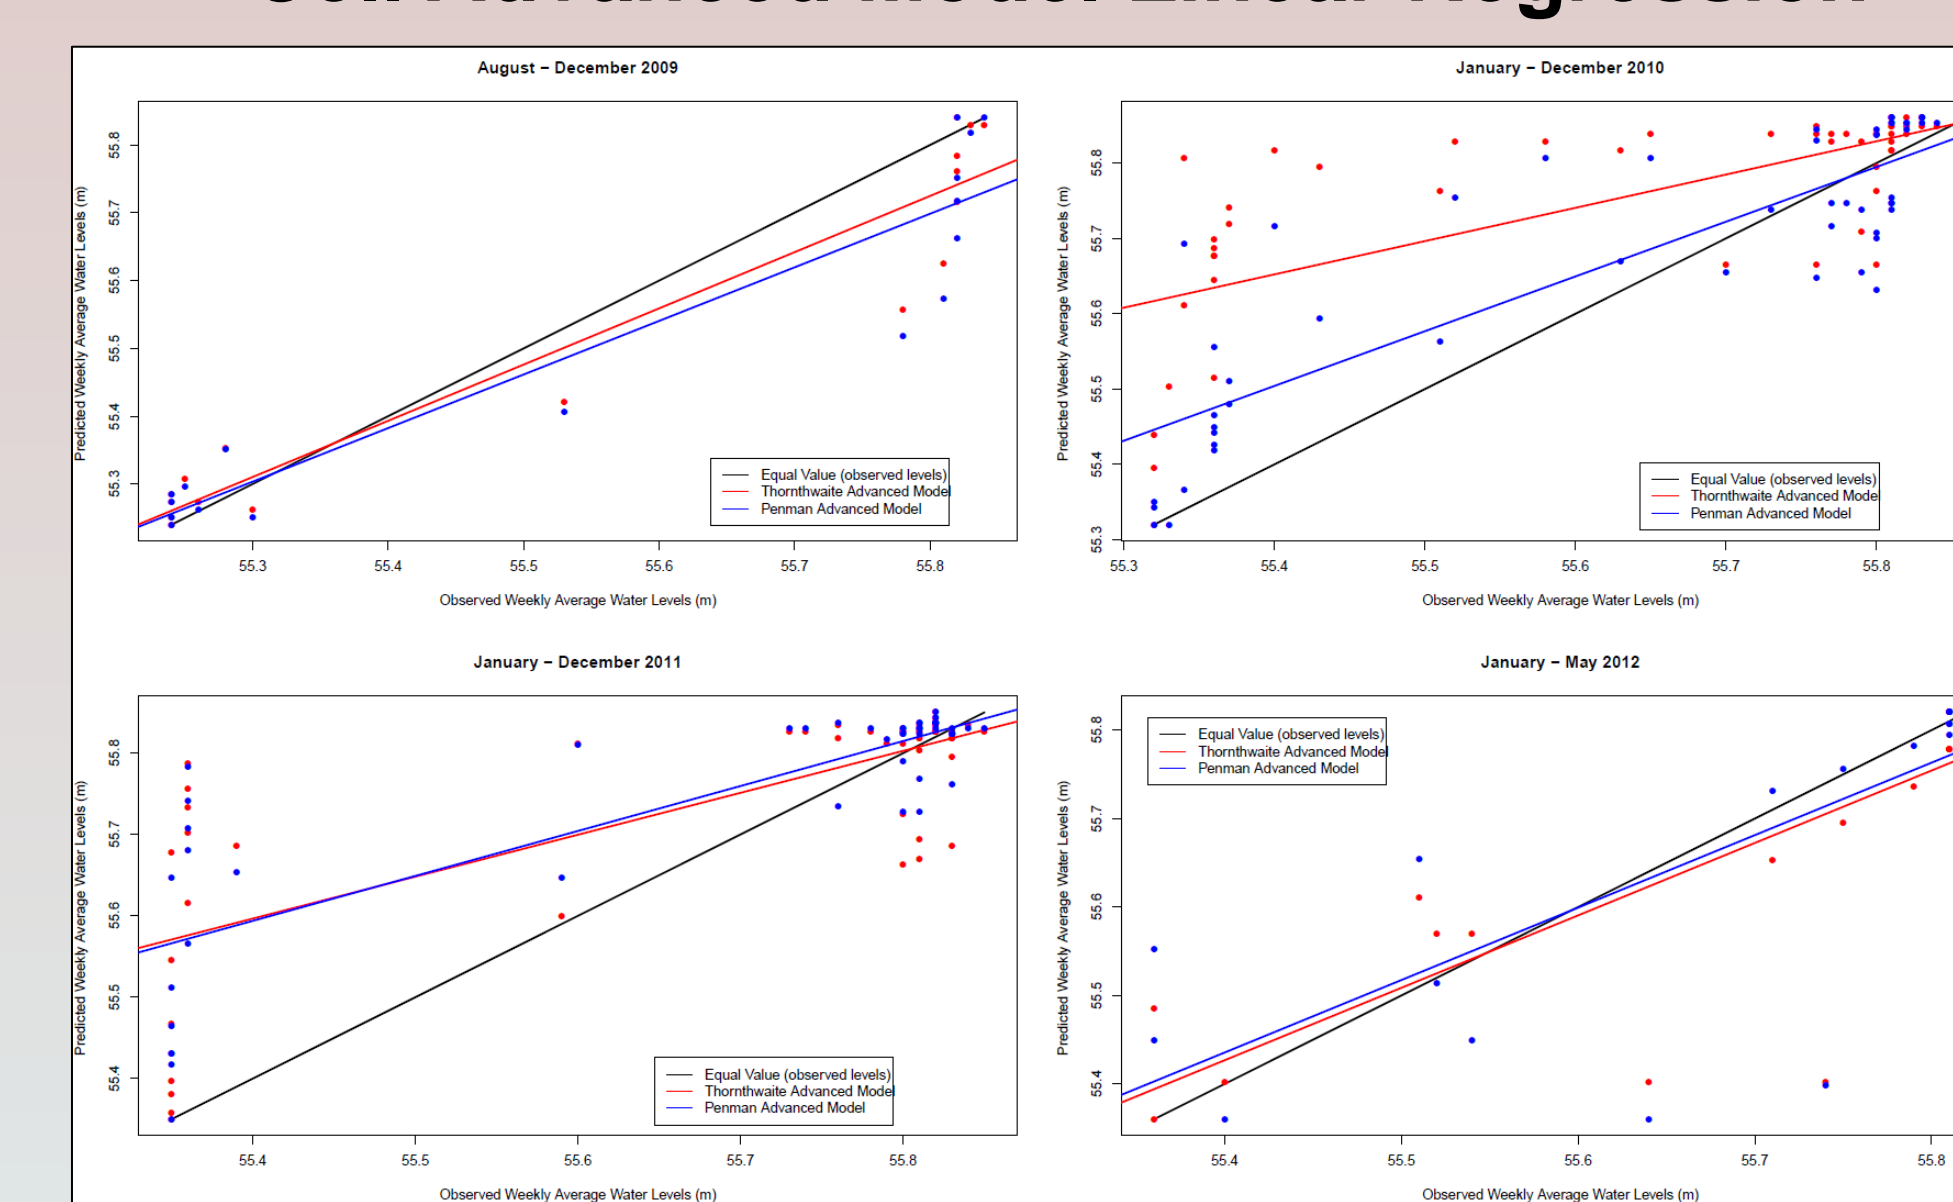 Advanced Model Linear Regression
August − December 2009
Predicted Weekly Average Water Levels (m)
55.8
55.7
55.6
55.5
55.4
55.3
Equal Value (observed levels)
Thornthwaite Advanced Model
Penman Advanced Model
55.3 55.4 55.5 55.6 55.7 55.8
Observed Weekly Average Water Levels (m)
January − December 2010
Predicted Weekly Average Water Levels (m)
55.8
55.7
55.6
55.5
55.4
55.3
Equal Value (observed levels)
Thornthwaite Advanced Model
Penman Advanced Model
55.3 55.4 55.5 55.6 55.7 55.8
Observed Weekly Average Water Levels (m)
January − December 2011
Predicted Weekly Average Water Levels (m)
55.8
55.7
55.6
55.5
55.4
Equal Value (observed levels)
Thornthwaite Advanced Model
Penman Advanced Model
55.4 55.5 55.6 55.7 55.8
Observed Weekly Average Water Levels (m)
January − May 2012
Predicted Weekly Average Water Levels (m)
55.8
55.7
55.6
55.5
55.4
Equal Value (observed levels)
Thornthwaite Advanced Model
Penman Advanced Model
55.4 55.5 55.6 55.7 55.8
Observed Weekly Average Water Levels (m)